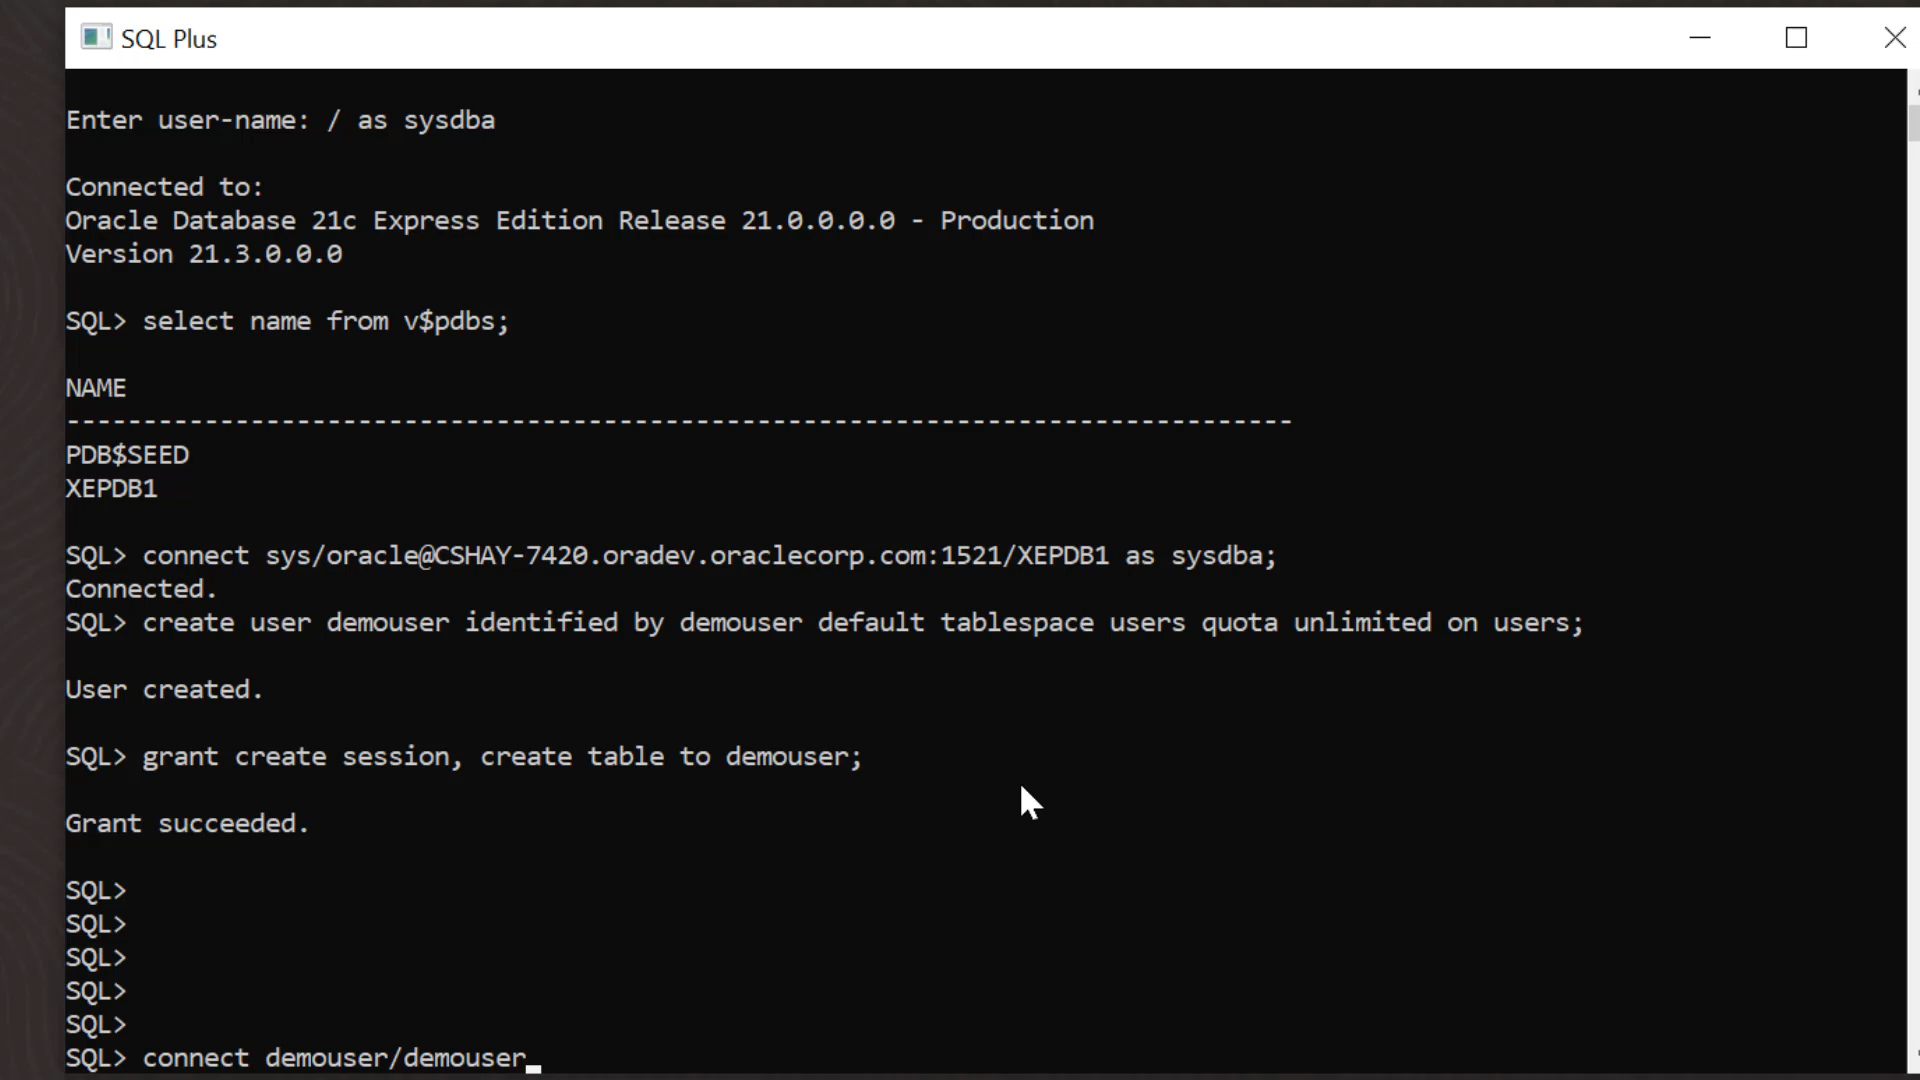 SQL Plus
Enter user-name: / as sysdba
Connected to:
Oracle Database 21c Express Edition Release 21.0.0.0.0 - Production
Version 21.3.0.0.0
SQL> select name from v$pdbs;
NAME
--------------------------------------------------------------------------------
PDB$SEED
XEPDB1
SQL> connect sys/oracle@CSHAY-7420.oradev.oraclecorp.com:1521/XEPDB1 as sysdba;
Connected.
SQL> create user demouser identified by demouser default tablespace users quota unlimited on users;
User created.
SQL> grant create session, create table to demouser;
Grant succeeded.
SQL>
SQL>
SQL>
SQL>
SQL>
SQL> connect demouser/demouser_